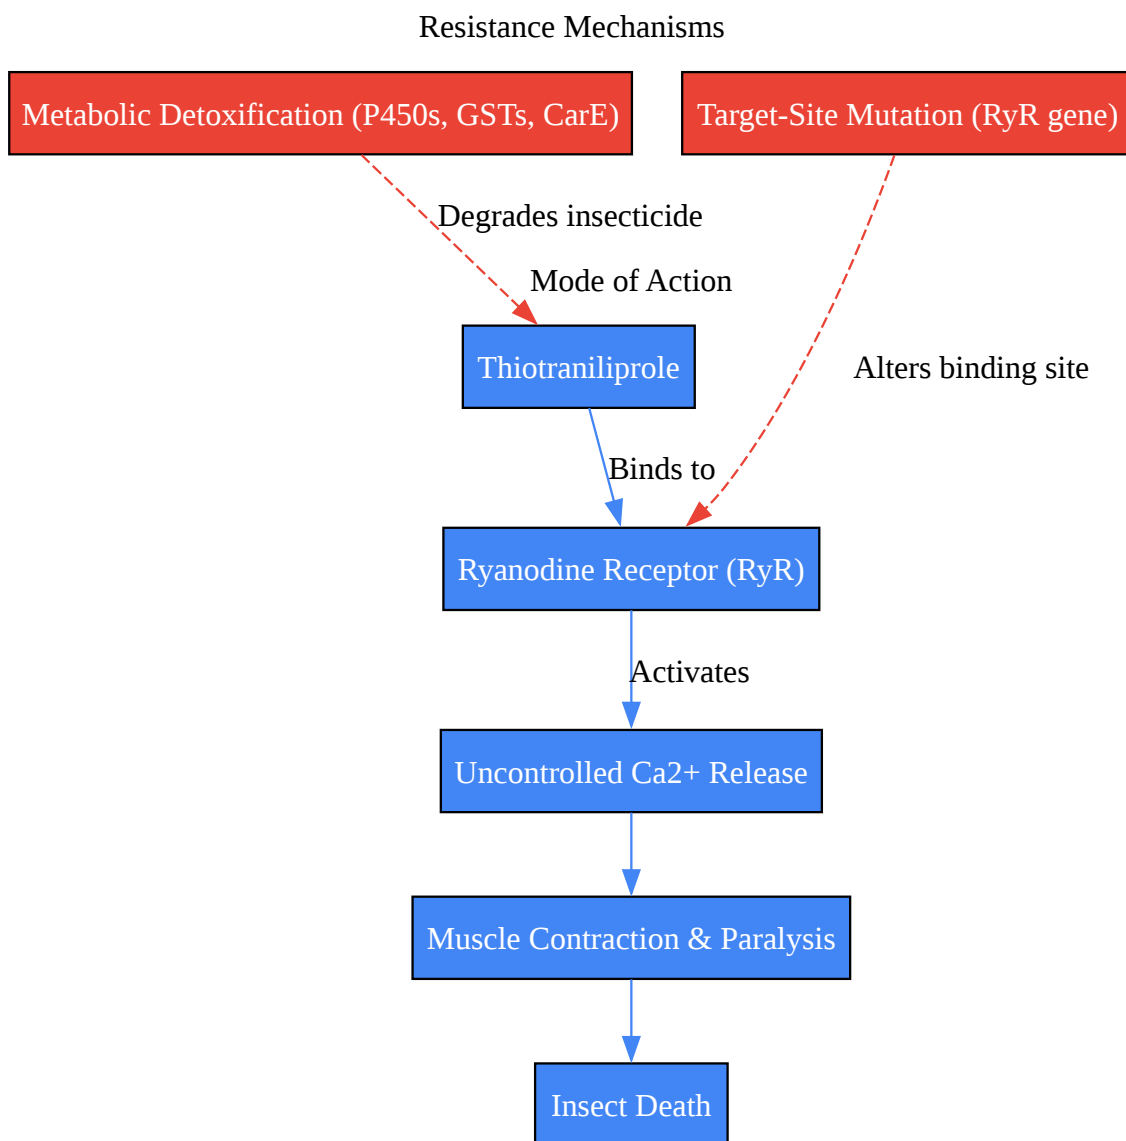 Resistance Mechanisms
Metabolic Detoxification (P450s, GSTs, CarE)
Target-Site Mutation (RyR gene)
Degrades insecticide
Mode of Action
Thiotraniliprole
Alters binding site
Binds to
Ryanodine Receptor (RyR)
Activates
Uncontrolled Ca2+ Release
Muscle Contraction & Paralysis
Insect Death